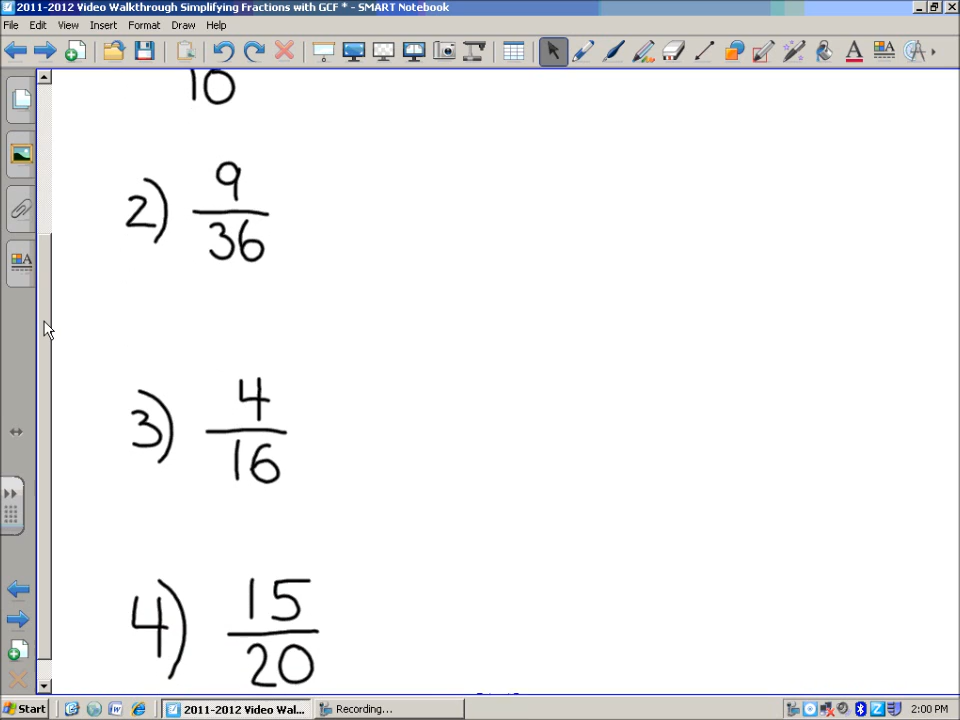 2011-2012 Video Walkthrough Simplifying Fractions with GCF * - SMART Notebook
File Edit View Insert Format Draw Help
10
2) 9
36
3) 4
16
4) 15
20
Start
2011-2012 Video Wal...
Recording...
2:00 PM